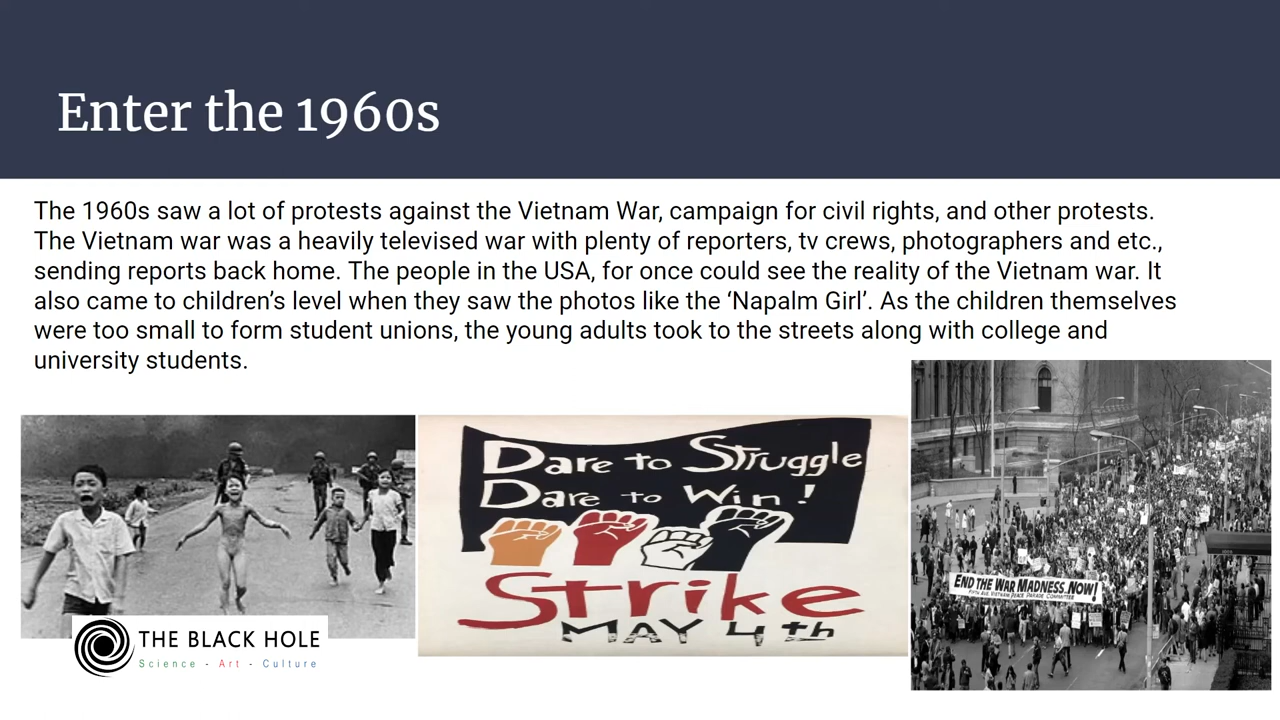 Enter the 1960s
The 1960s saw a lot of protests against the Vietnam War, campaign for civil rights, and other protests.
The Vietnam war was a heavily televised war with plenty of reporters, tv crews, photographers and etc.,
sending reports back home. The people in the USA, for once could see the reality of the Vietnam war. It
also came to children’s level when they saw the photos like the ‘Napalm Girl’. As the children themselves
were too small to form student unions, the young adults took to the streets along with college and
university students.
Dare to Struggle
Dare to Win!
Strike
MAY 4th
END THE WAR MADNESS NOW!
FIFTH AVE VIETNAM PEACE PARADE COMMITTEE
THE BLACK HOLE
Science - Art - Culture